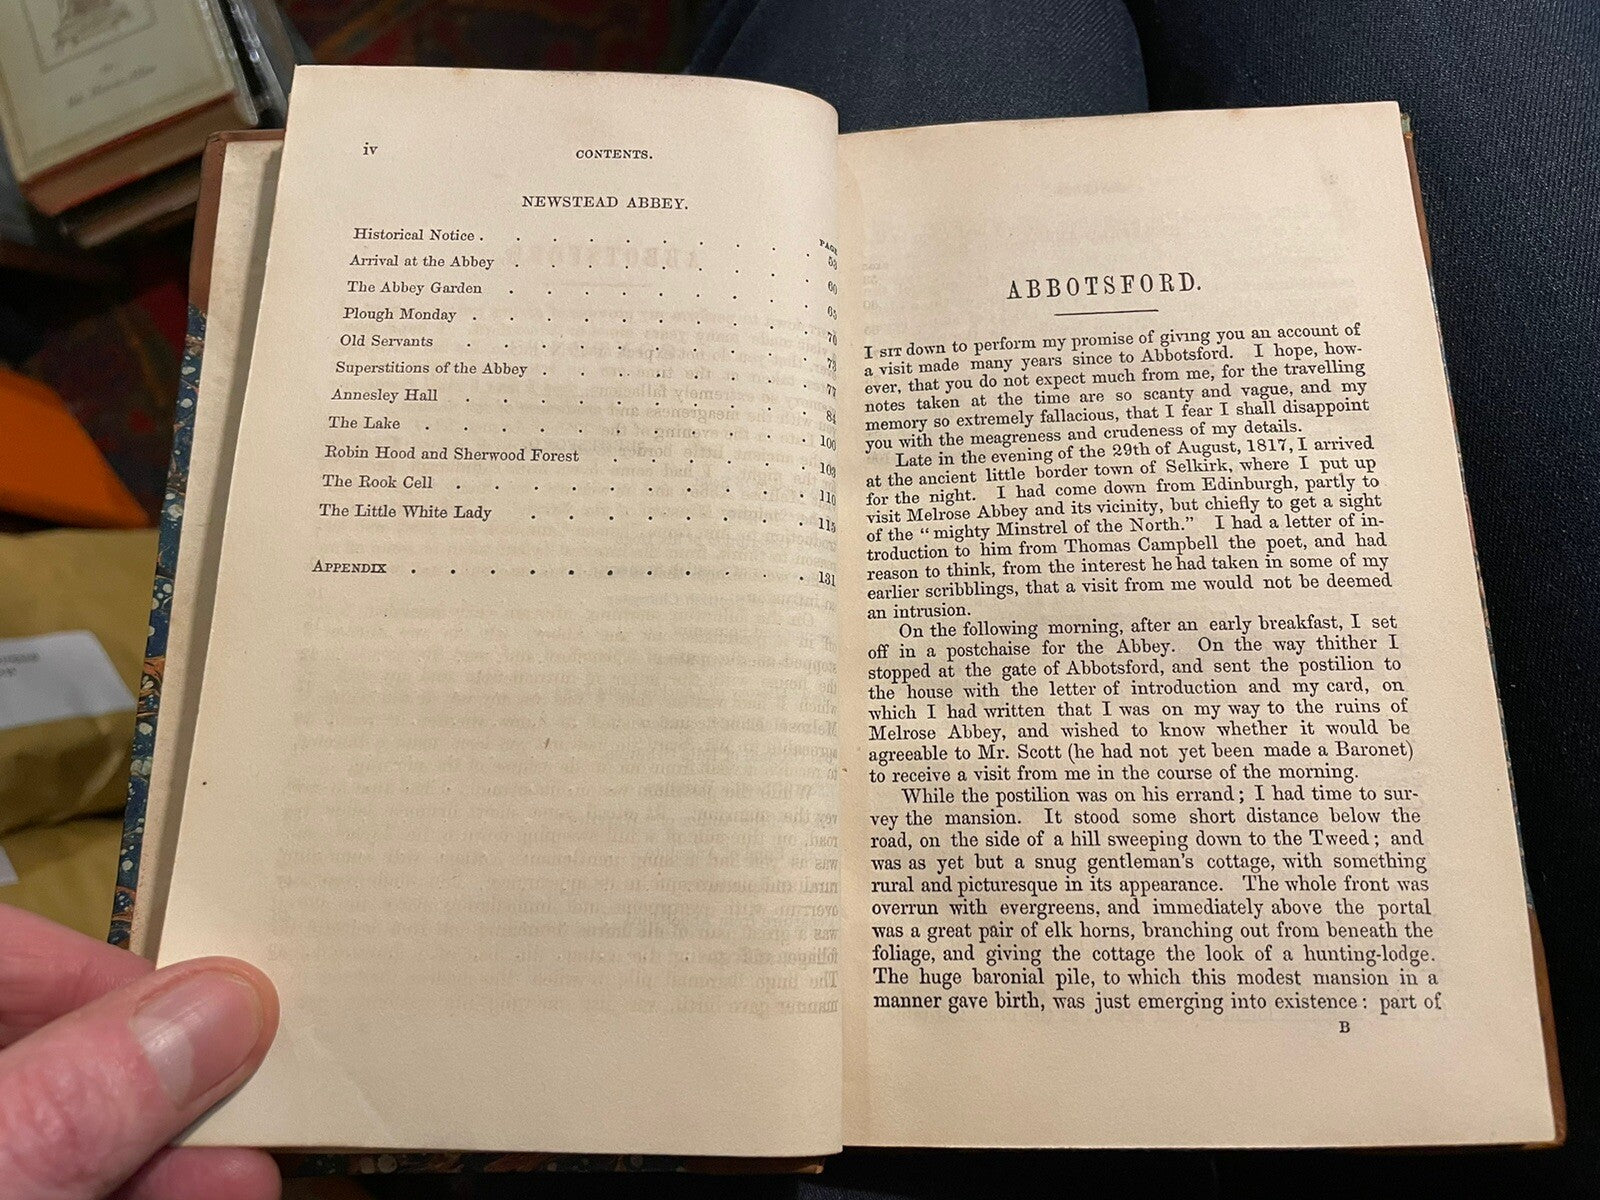 iv
CONTENTS.
NEWSTEAD ABBEY.
PAGE
Historical Notice . . . . . . . . . 53
Arrival at the Abbey . . . . . . . . 60
The Abbey Garden . . . . . . . . 65
Plough Monday . . . . . . . . . 70
Old Servants . . . . . . . . . 73
Superstitions of the Abbey . . . . . . . 77
Annesley Hall . . . . . . . . . 84
The Lake . . . . . . . . . . 100
Robin Hood and Sherwood Forest . . . . . 103
The Rook Cell . . . . . . . . . 110
The Little White Lady . . . . . . . 115
APPENDIX . . . . . . . . . . . 131
ABBOTSFORD.
I SIT down to perform my promise of giving you an account of
a visit made many years since to Abbotsford. I hope, how-
ever, that you do not expect much from me, for the travelling
notes taken at the time are so scanty and vague, and my
memory so extremely fallacious, that I fear I shall disappoint
you with the meagreness and crudeness of my details.
Late in the evening of the 29th of August, 1817, I arrived
at the ancient little border town of Selkirk, where I put up
for the night. I had come down from Edinburgh, partly to
visit Melrose Abbey and its vicinity, but chiefly to get a sight
of the "mighty Minstrel of the North." I had a letter of in-
troduction to him from Thomas Campbell the poet, and had
reason to think, from the interest he had taken in some of my
earlier scribblings, that a visit from me would not be deemed
an intrusion.
On the following morning, after an early breakfast, I set
off in a postchaise for the Abbey. On the way thither I
stopped at the gate of Abbotsford, and sent the postilion to
the house with the letter of introduction and my card, on
which I had written that I was on my way to the ruins of
Melrose Abbey, and wished to know whether it would be
agreeable to Mr. Scott (he had not yet been made a Baronet)
to receive a visit from me in the course of the morning.
While the postilion was on his errand; I had time to sur-
vey the mansion. It stood some short distance below the
road, on the side of a hill sweeping down to the Tweed; and
was as yet but a snug gentleman's cottage, with something
rural and picturesque in its appearance. The whole front was
overrun with evergreens, and immediately above the portal
was a great pair of elk horns, branching out from beneath the
foliage, and giving the cottage the look of a hunting-lodge.
The huge baronial pile, to which this modest mansion in a
manner gave birth, was just emerging into existence: part of
B